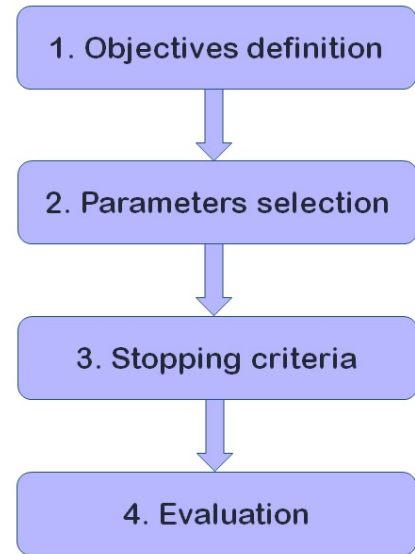 1. Objectives definition
2. Parameters selection
3. Stopping criteria
4. Evaluation